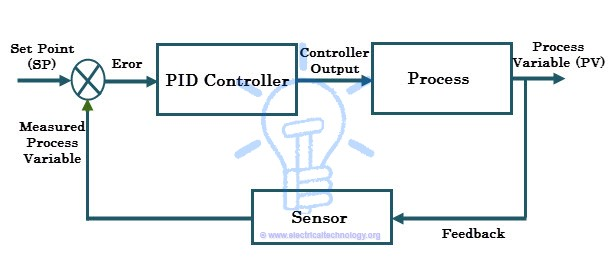 Set Point
(SP)
Eror
PID Controller
Controller
Output
Process
Process
Variable (PV)
Measured
Process
Variable
Sensor
© www.electricaltechnology.org
Feedback